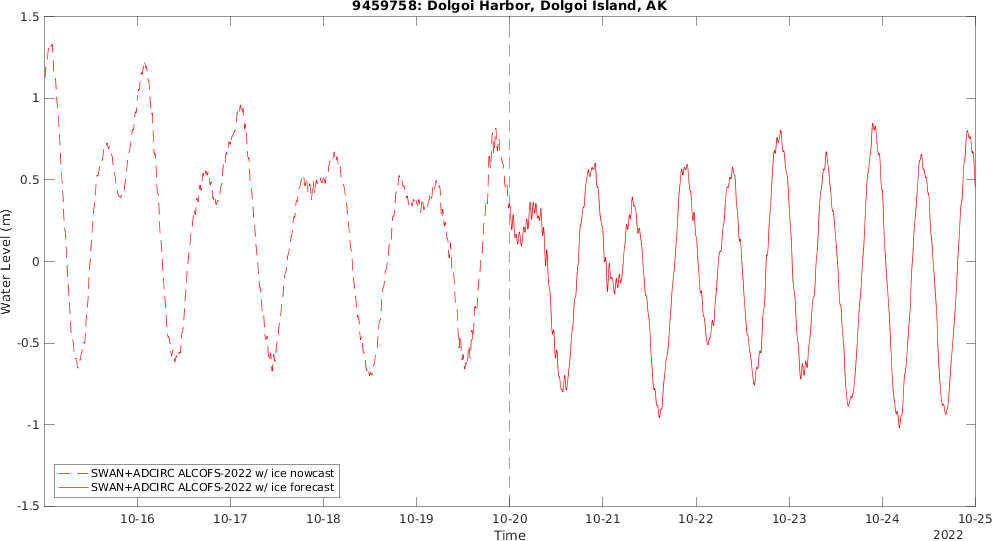 9459758: Dolgoi Harbor, Dolgoi Island, AK
1.5
1
0.5
0
-0.5
-1
-1.5
Water Level (m)
SWAN+ADCIRC ALCOFS-2022 w/ ice nowcast
SWAN+ADCIRC ALCOFS-2022 w/ ice forecast
10-16 10-17 10-18 10-19 10-20 10-21 10-22 10-23 10-24 10-25
Time
2022